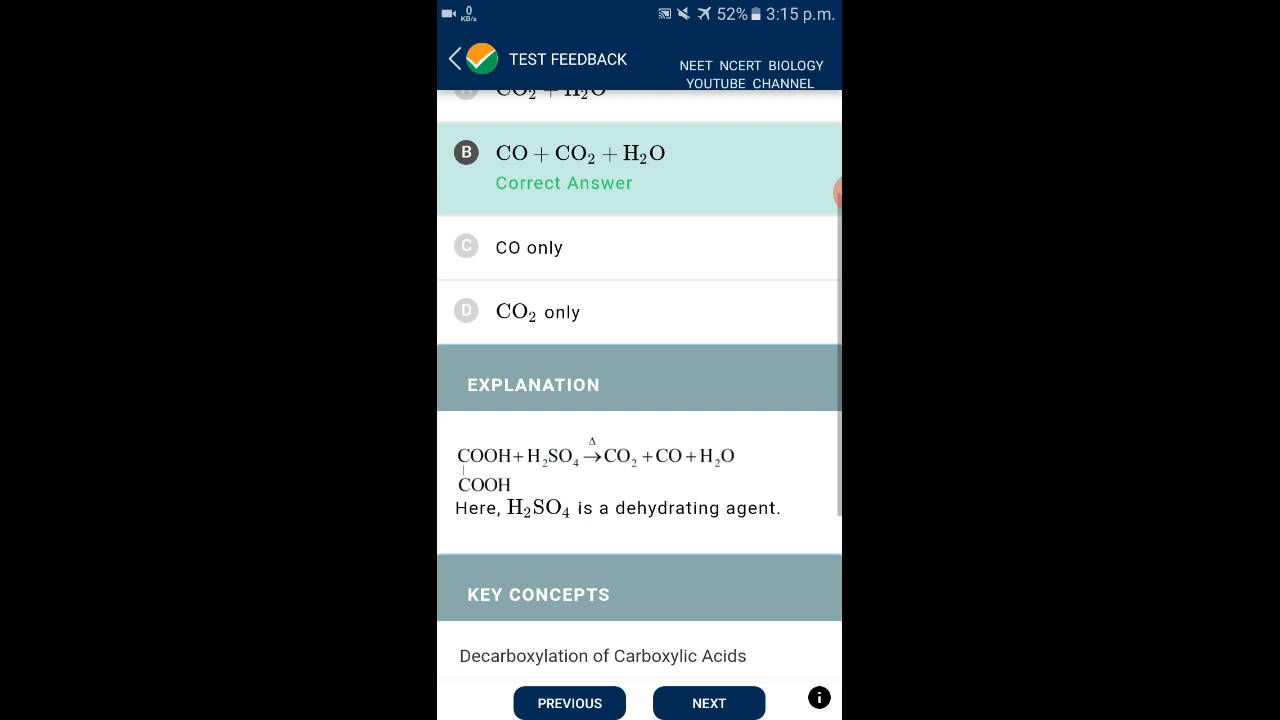 0
KB/s
52% 3:15 p.m.
TEST FEEDBACK
NEET NCERT BIOLOGY
YOUTUBE CHANNEL
CO₂ + H₂O
B CO + CO₂ + H₂O
Correct Answer
C CO only
D CO₂ only
EXPLANATION
Δ
COOH+H₂SO₄→CO₂+CO+H₂O
|
COOH
Here, H₂SO₄ is a dehydrating agent.
KEY CONCEPTS
Decarboxylation of Carboxylic Acids
PREVIOUS NEXT i